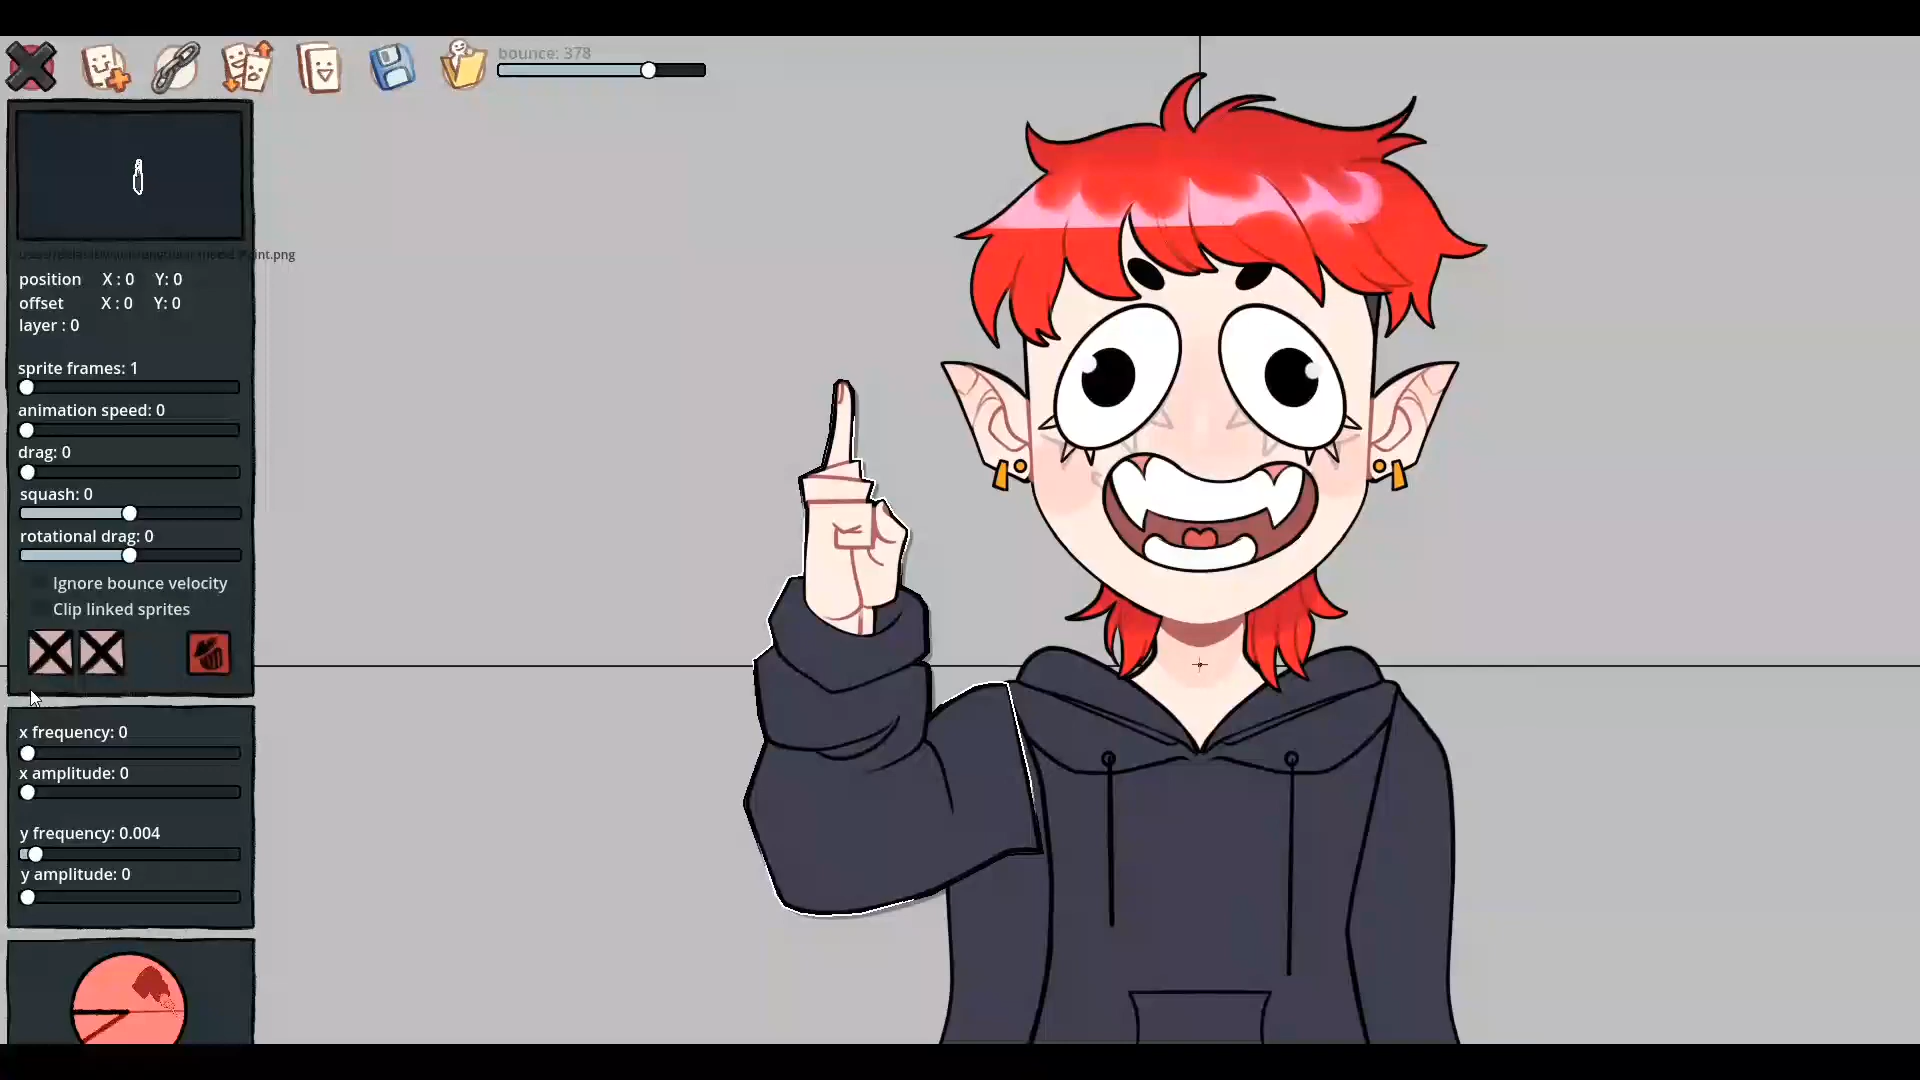 bounce: 378
int.png
position X : 0 Y: 0
offset X : 0 Y: 0
layer : 0
sprite frames: 1
animation speed: 0
drag: 0
squash: 0
rotational drag: 0
Ignore bounce velocity
Clip linked sprites
x frequency: 0
x amplitude: 0
y frequency: 0.004
y amplitude: 0